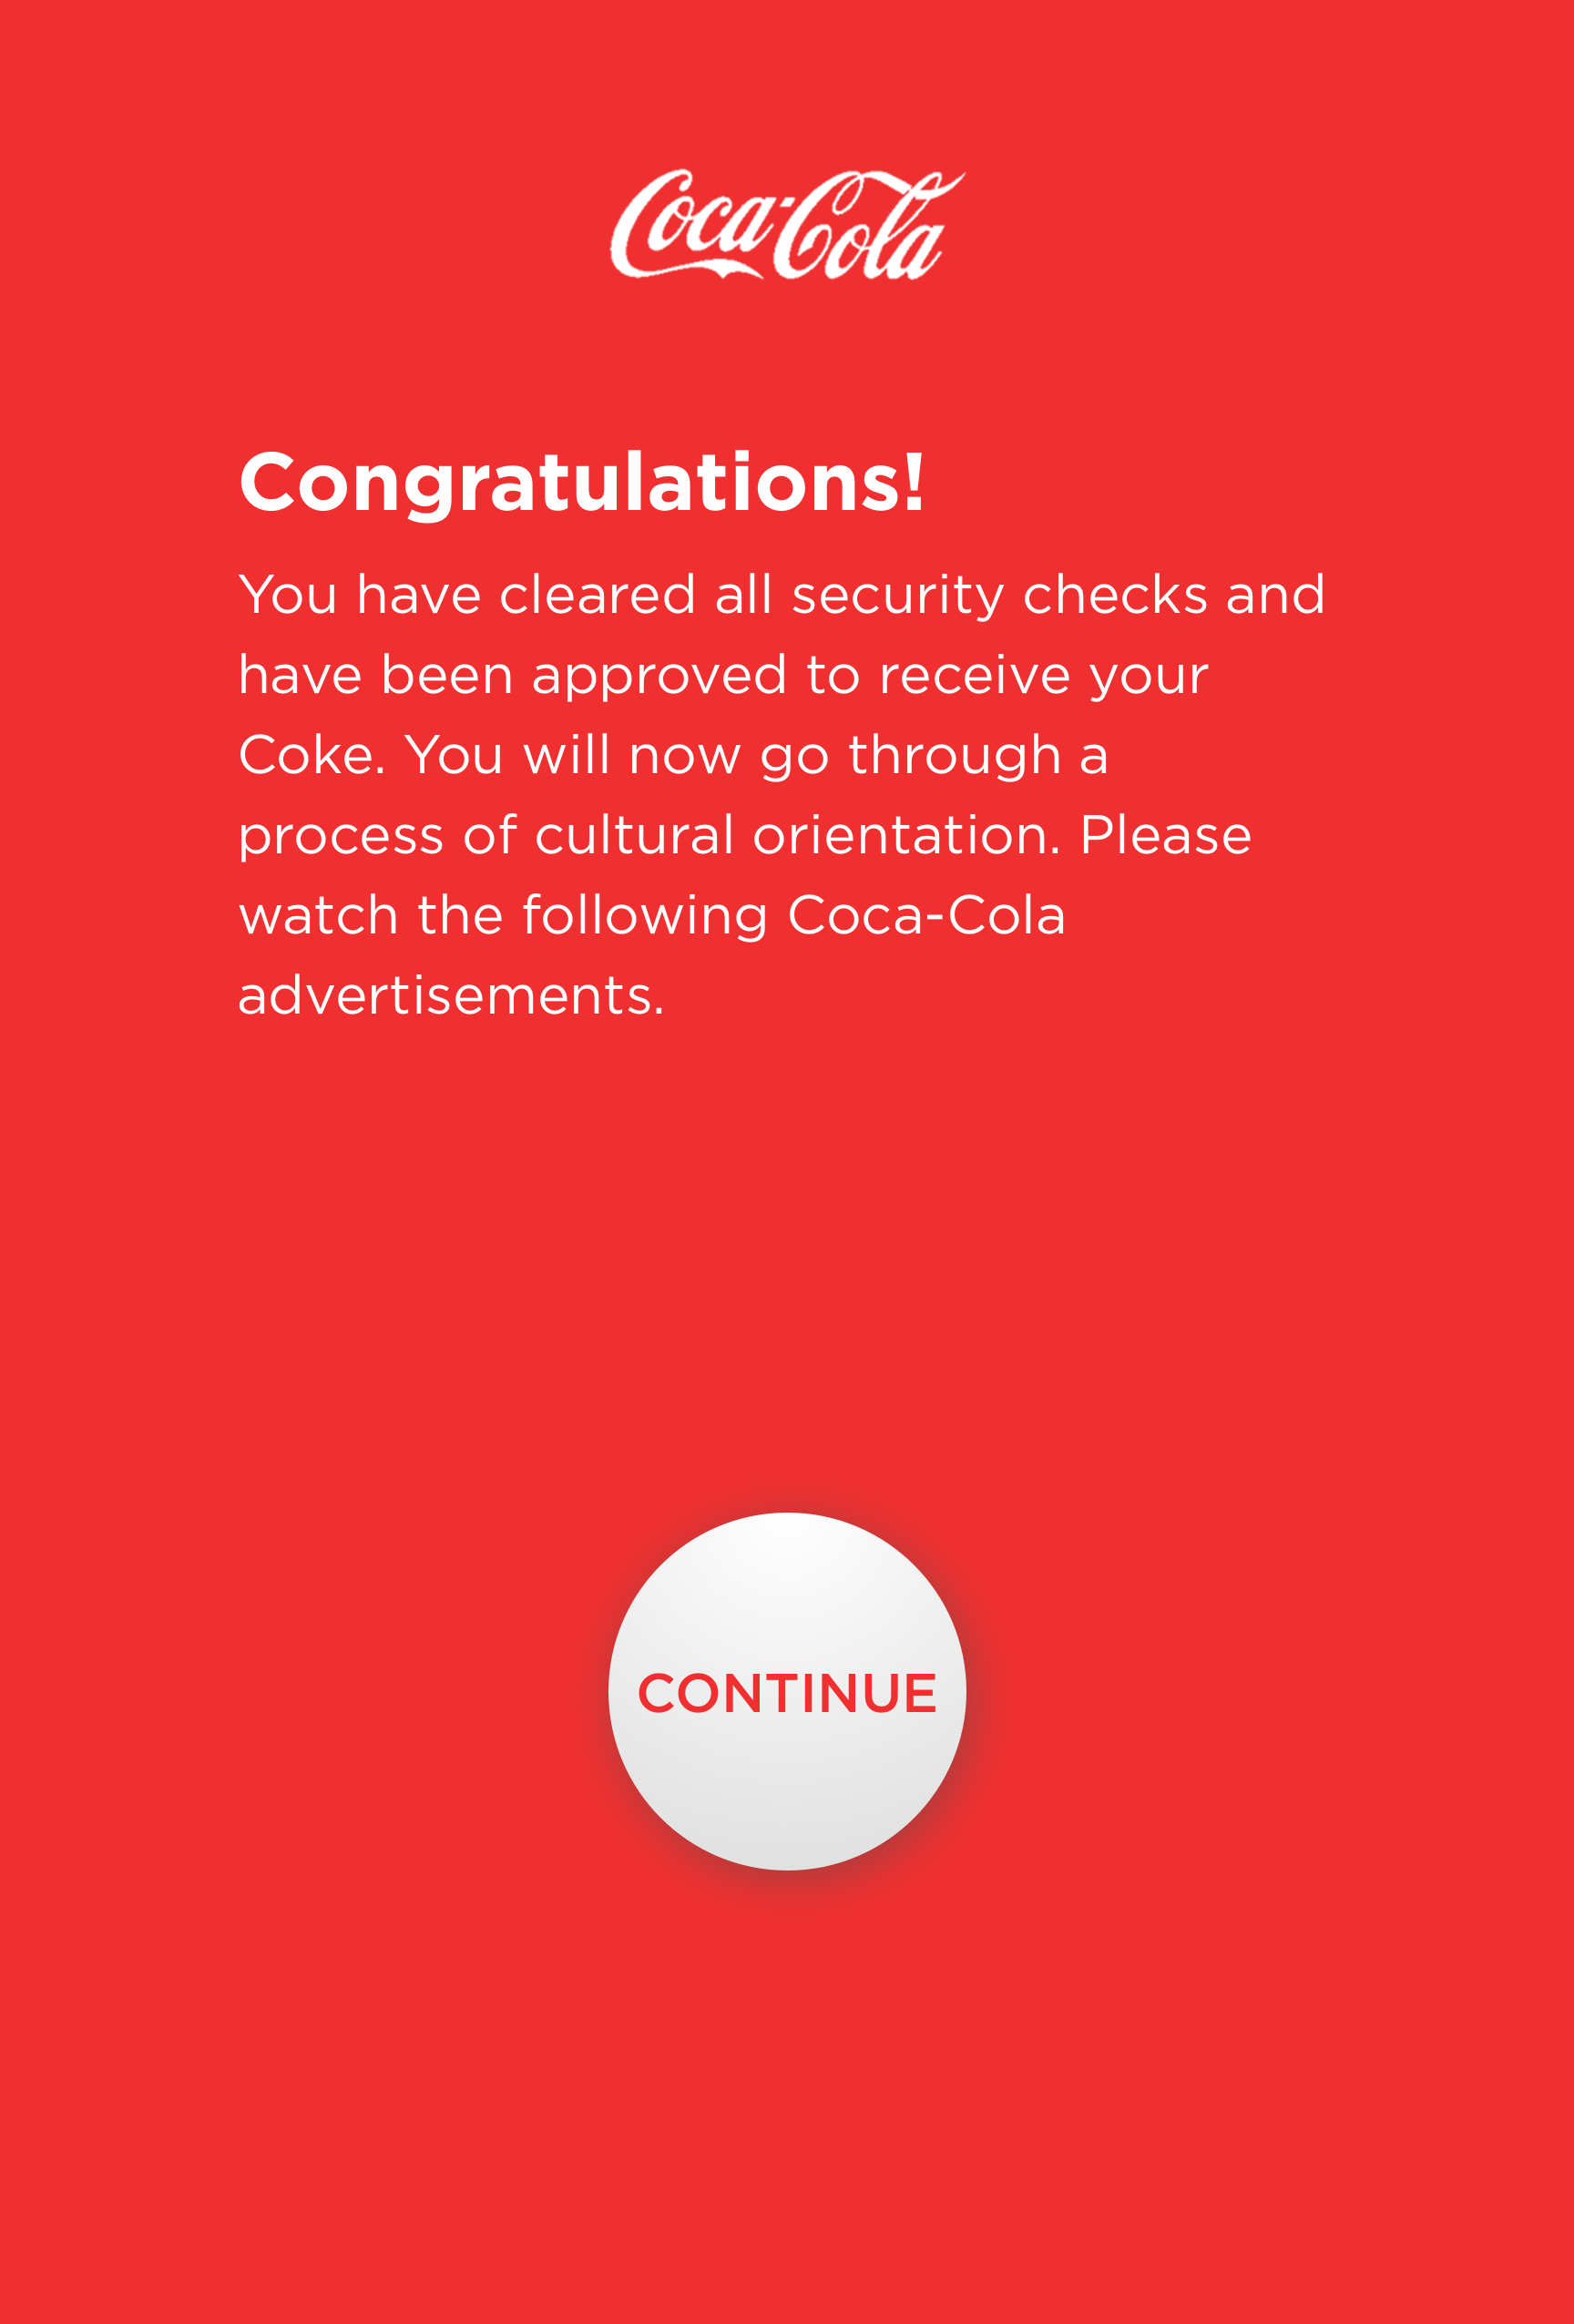 Coca-Cola
Congratulations!
You have cleared all security checks and
have been approved to receive your
Coke. You will now go through a
process of cultural orientation. Please
watch the following Coca-Cola
advertisements.
CONTINUE